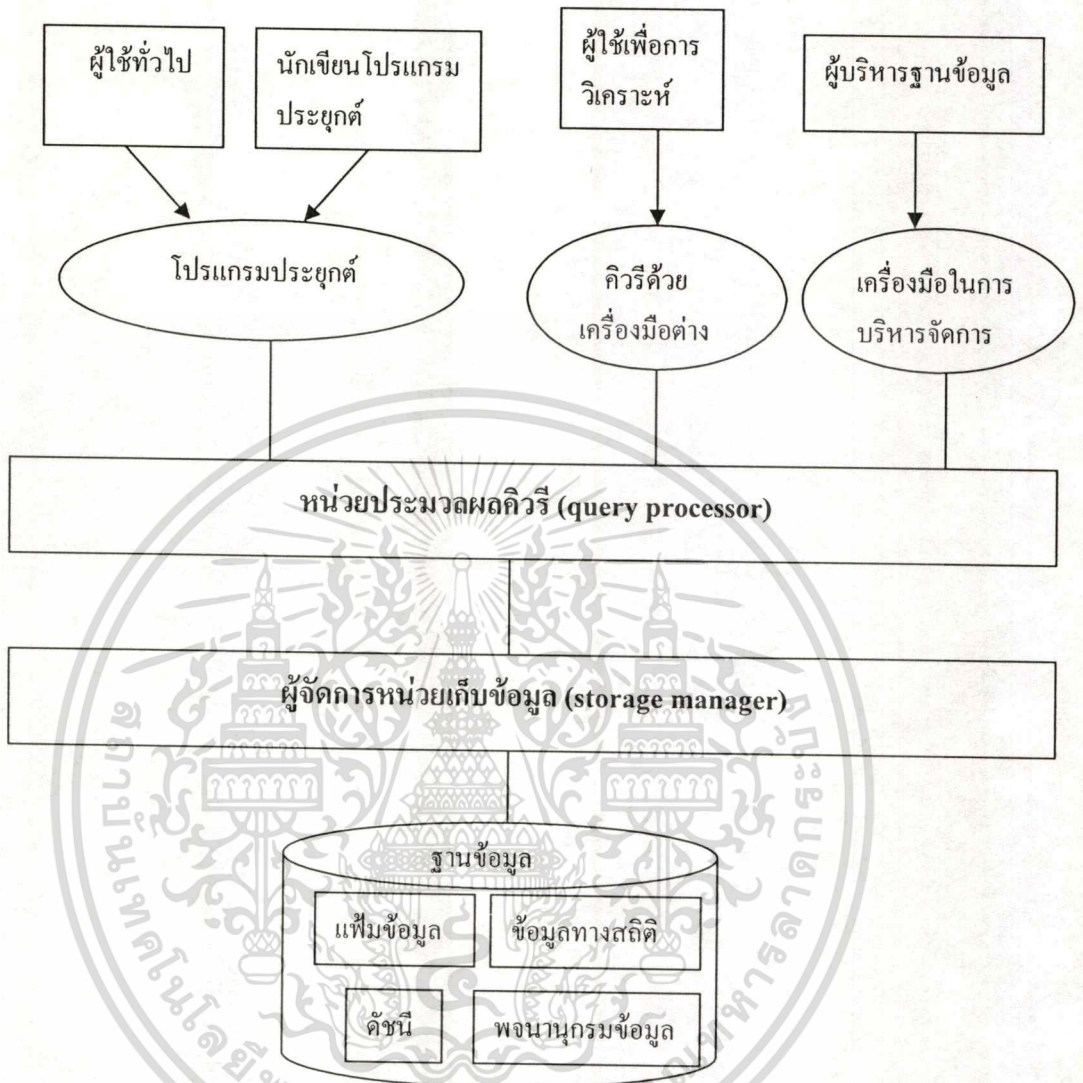 ผู้ใช้ทั่วไป
นักเขียนโปรแกรม
ประยุกต์
ผู้ใช้เพื่อการ
วิเคราะห์
ผู้บริหารฐานข้อมูล
โปรแกรมประยุกต์
คิวรีด้วย
เครื่องมือต่าง
เครื่องมือในการ
บริหารจัดการ
หน่วยประมวลผลคิวรี (query processor)
ผู้จัดการหน่วยเก็บข้อมูล (storage manager)
ฐานข้อมูล
แฟ้มข้อมูล
ข้อมูลทางสถิติ
ดัชนี
พจนานุกรมข้อมูล